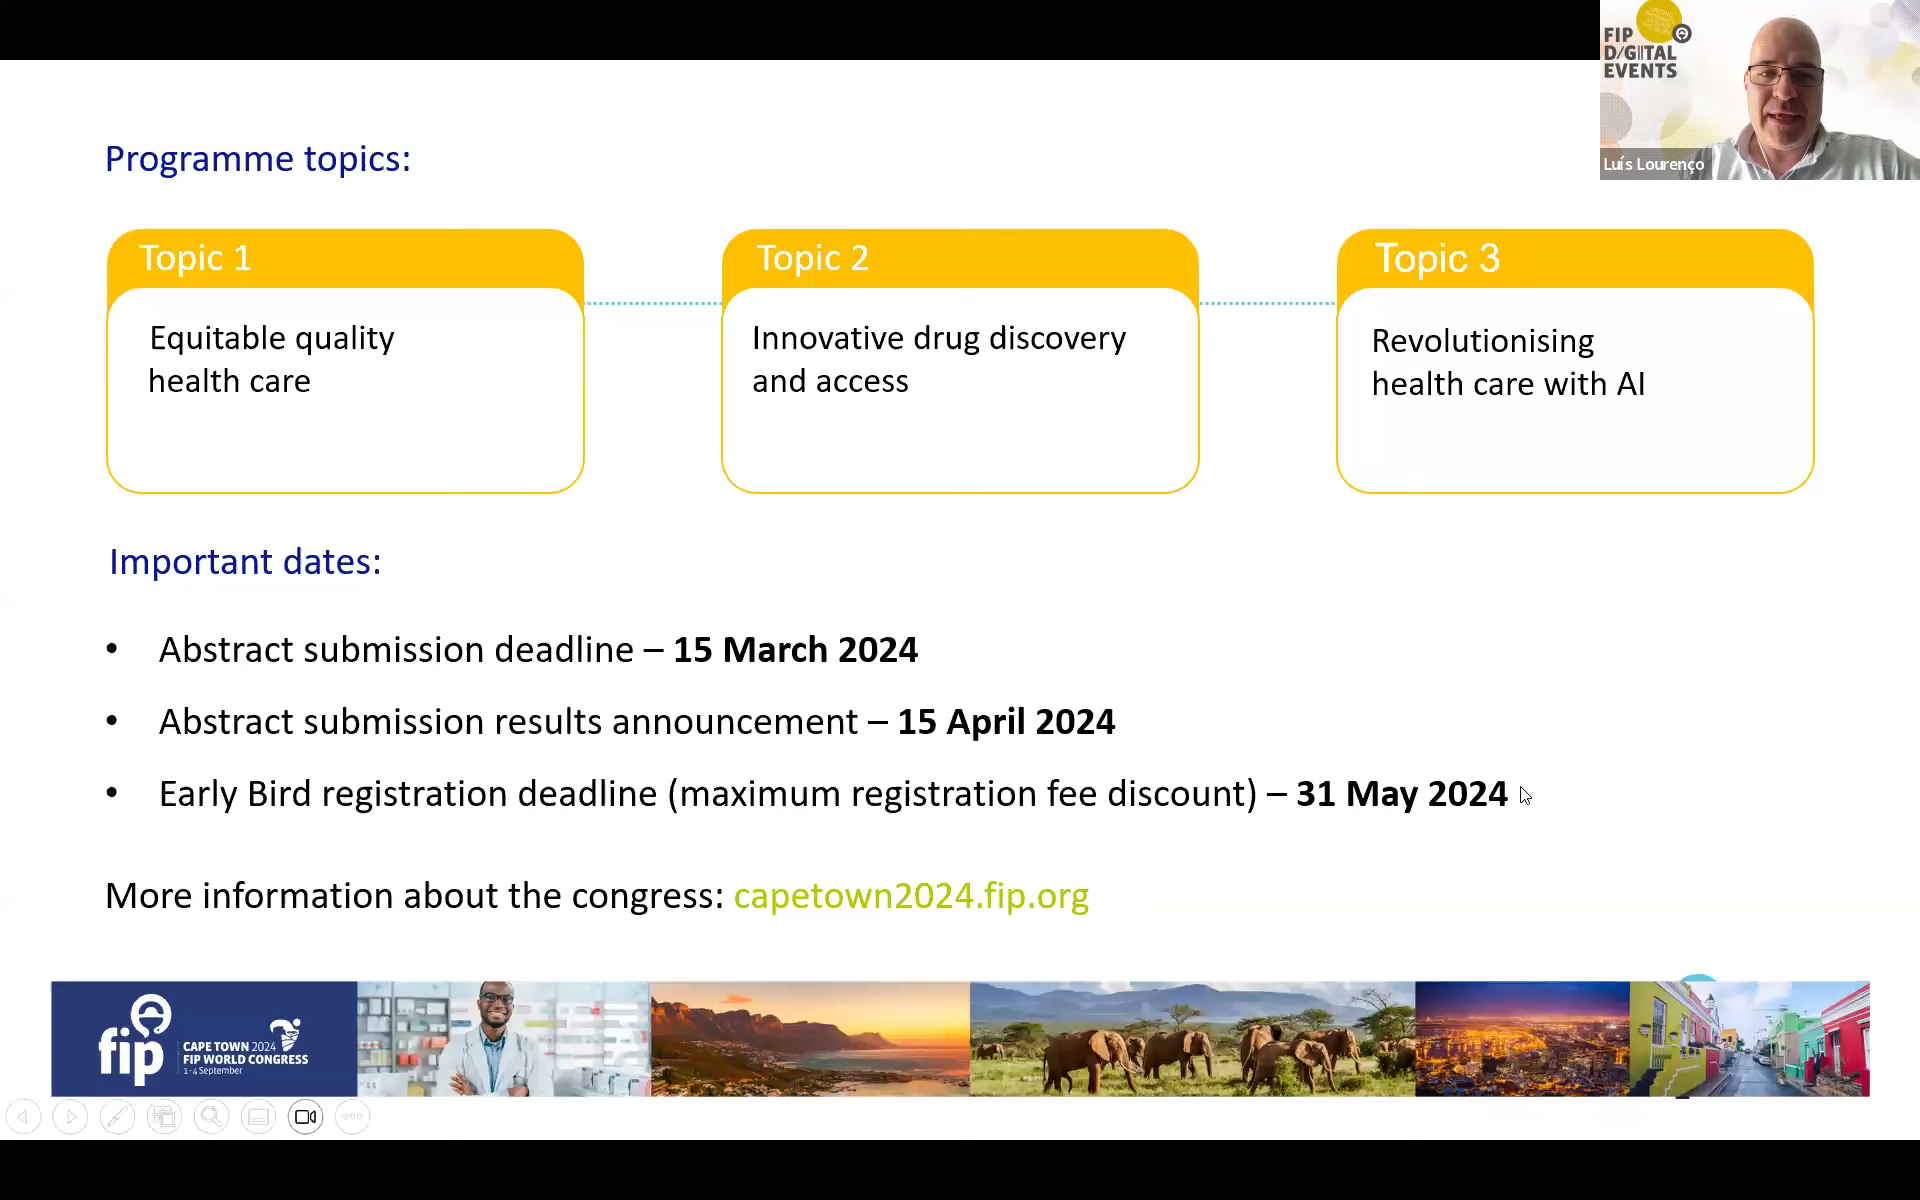 FIP
D/GITAL
EVENTS
Luís Lourenço
Programme topics:
Topic 1
Equitable quality
health care
Topic 2
Innovative drug discovery
and access
Topic 3
Revolutionising
health care with AI
Important dates:
• Abstract submission deadline – 15 March 2024
• Abstract submission results announcement – 15 April 2024
• Early Bird registration deadline (maximum registration fee discount) – 31 May 2024
More information about the congress: capetown2024.fip.org
fip
CAPE TOWN 2024
FIP WORLD CONGRESS
1-4 September